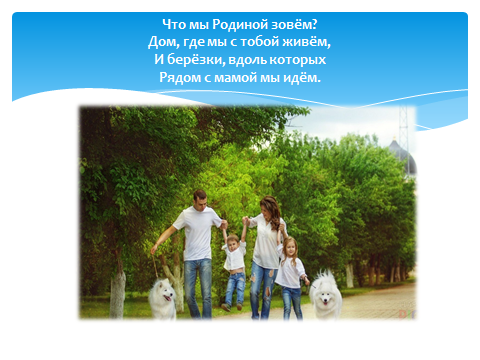 Что мы Родиной зовём?
Дом, где мы с тобой живём,
И берёзки, вдоль которых
Рядом с мамой мы идём.